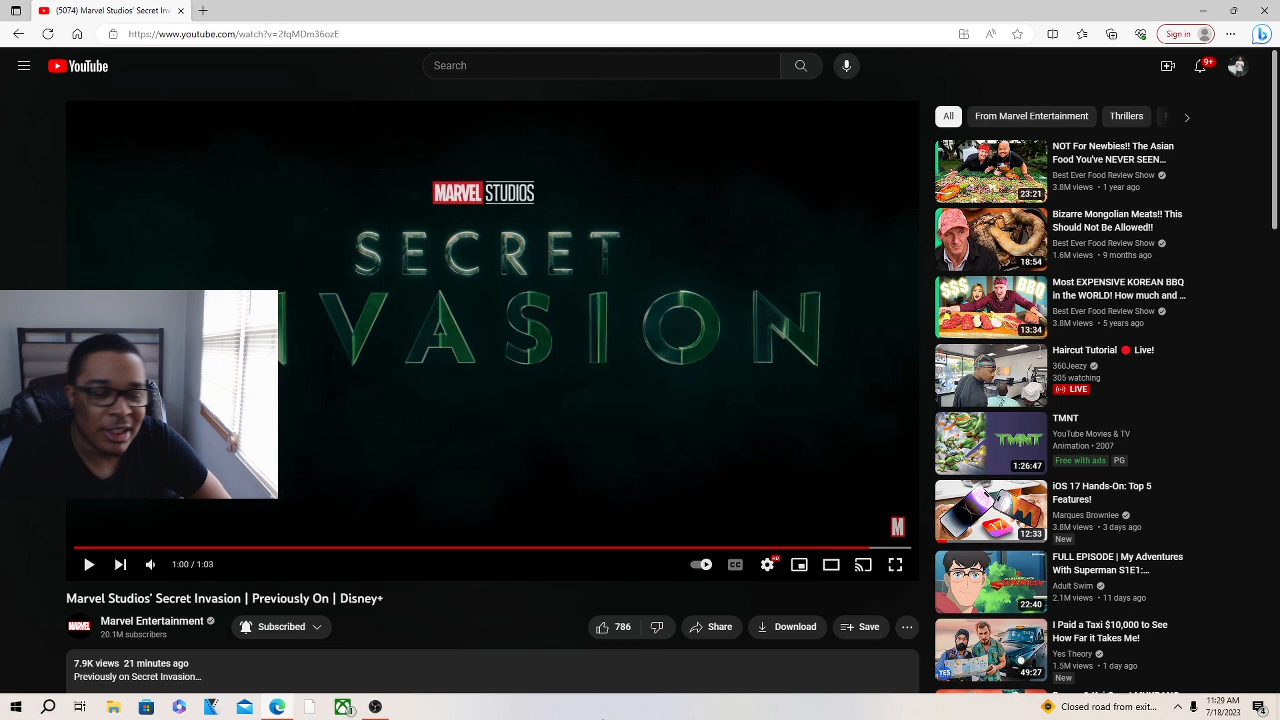 (5074) Marvel Studios' Secret Inv
https://www.youtube.com/watch?v=2fqMDm36ozE
Sign in
YouTube
Search
9+
MARVEL STUDIOS
SECRET
NVASION
M
1:00 / 1:03
CC
HD
Marvel Studios' Secret Invasion | Previously On | Disney+
MARVEL
Marvel Entertainment
20.1M subscribers
Subscribed
786
Share
Download
Save
7.9K views 21 minutes ago
Previously on Secret Invasion...
All
From Marvel Entertainment
Thrillers
23:21
NOT For Newbies!! The Asian
Food You've NEVER SEEN...
Best Ever Food Review Show
3.8M views • 1 year ago
18:54
Bizarre Mongolian Meats!! This
Should Not Be Allowed!!
Best Ever Food Review Show
1.6M views • 9 months ago
$$$
BBQ
13:34
Most EXPENSIVE KOREAN BBQ
in the WORLD! How much and ...
Best Ever Food Review Show
3.8M views • 5 years ago
Haircut Tutorial 🔴 Live!
360Jeezy
305 watching
LIVE
TMNT
1:26:47
TMNT
YouTube Movies & TV
Animation • 2007
Free with ads
PG
17
12:33
iOS 17 Hands-On: Top 5
Features!
Marques Brownlee
3.8M views • 3 days ago
New
22:40
FULL EPISODE | My Adventures
With Superman S1E1:...
Adult Swim
2.1M views • 11 days ago
YES
49:27
I Paid a Taxi $10,000 to See
How Far it Takes Me!
Yes Theory
1.5M views • 1 day ago
New
Closed road from exit...
11:29 AM
7/18/2023